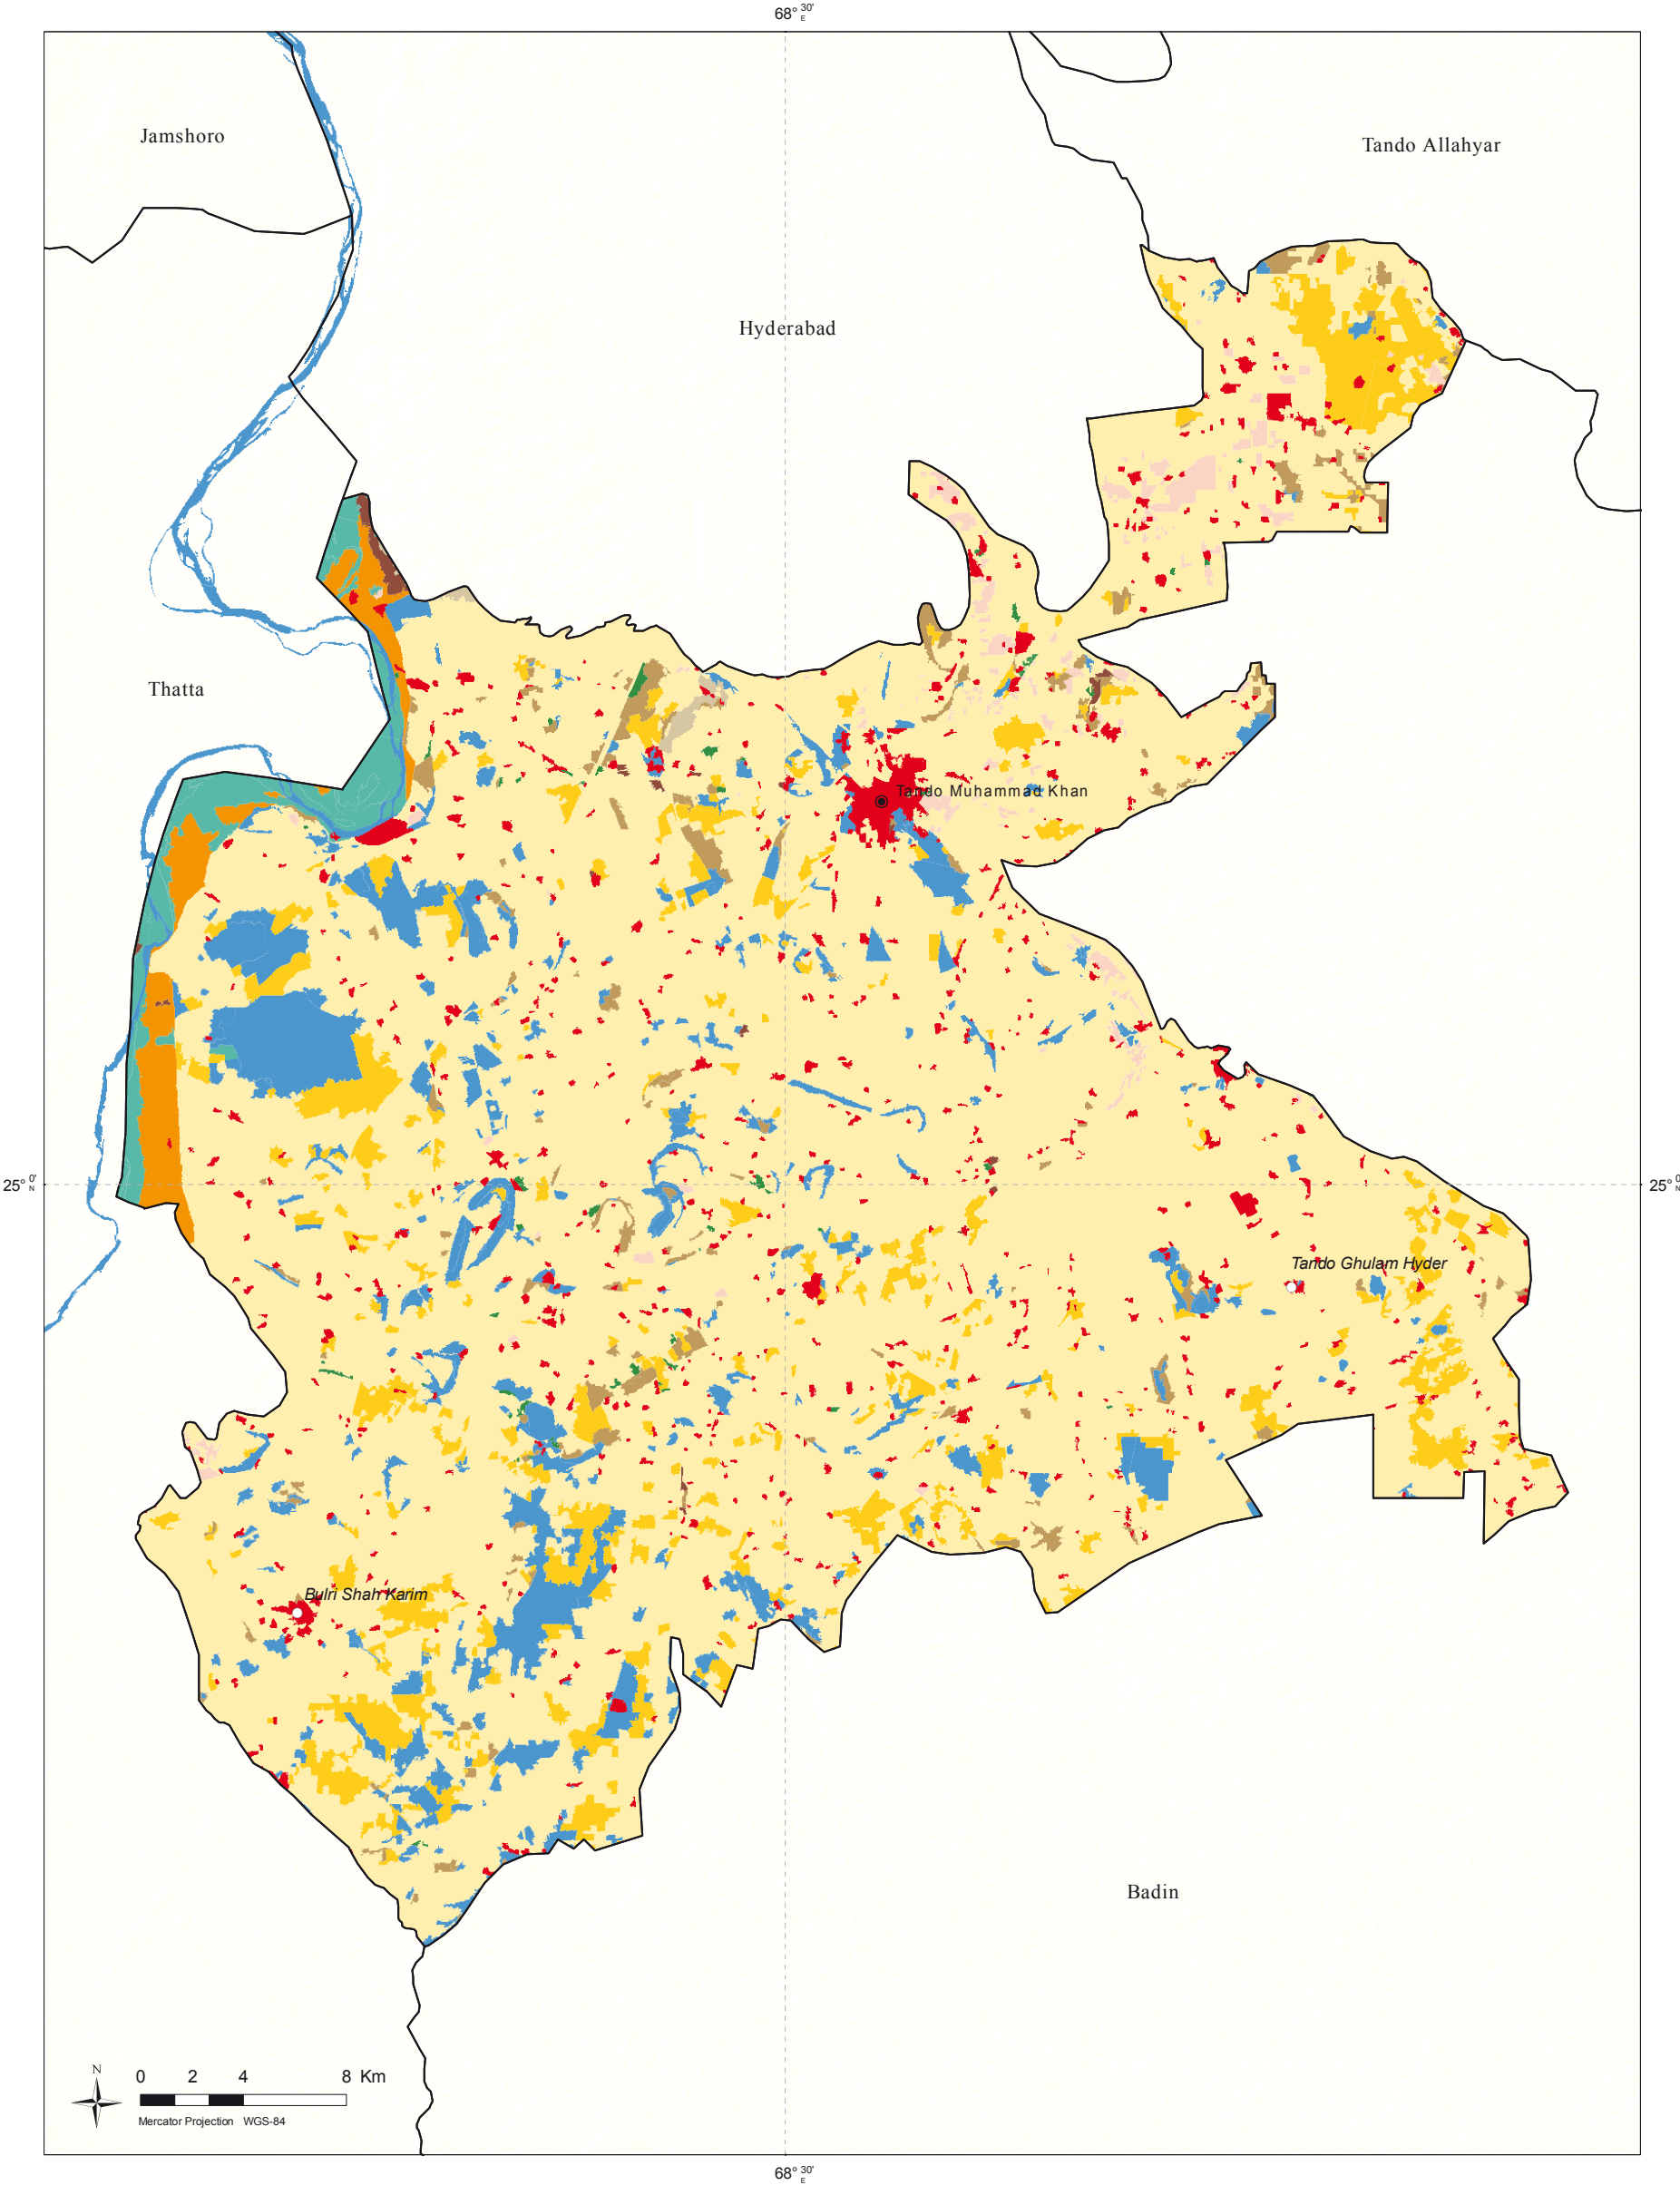 68° 30' E
Jamshoro
Tando Allahyar
Hyderabad
Thatta
Tando Muhammad Khan
25° 0' N
25° 0' N
Tando Ghulam Hyder
Bulri Shah Karim
Badin
N
0 2 4 8 Km
Mercator Projection WGS-84
68° 30' E